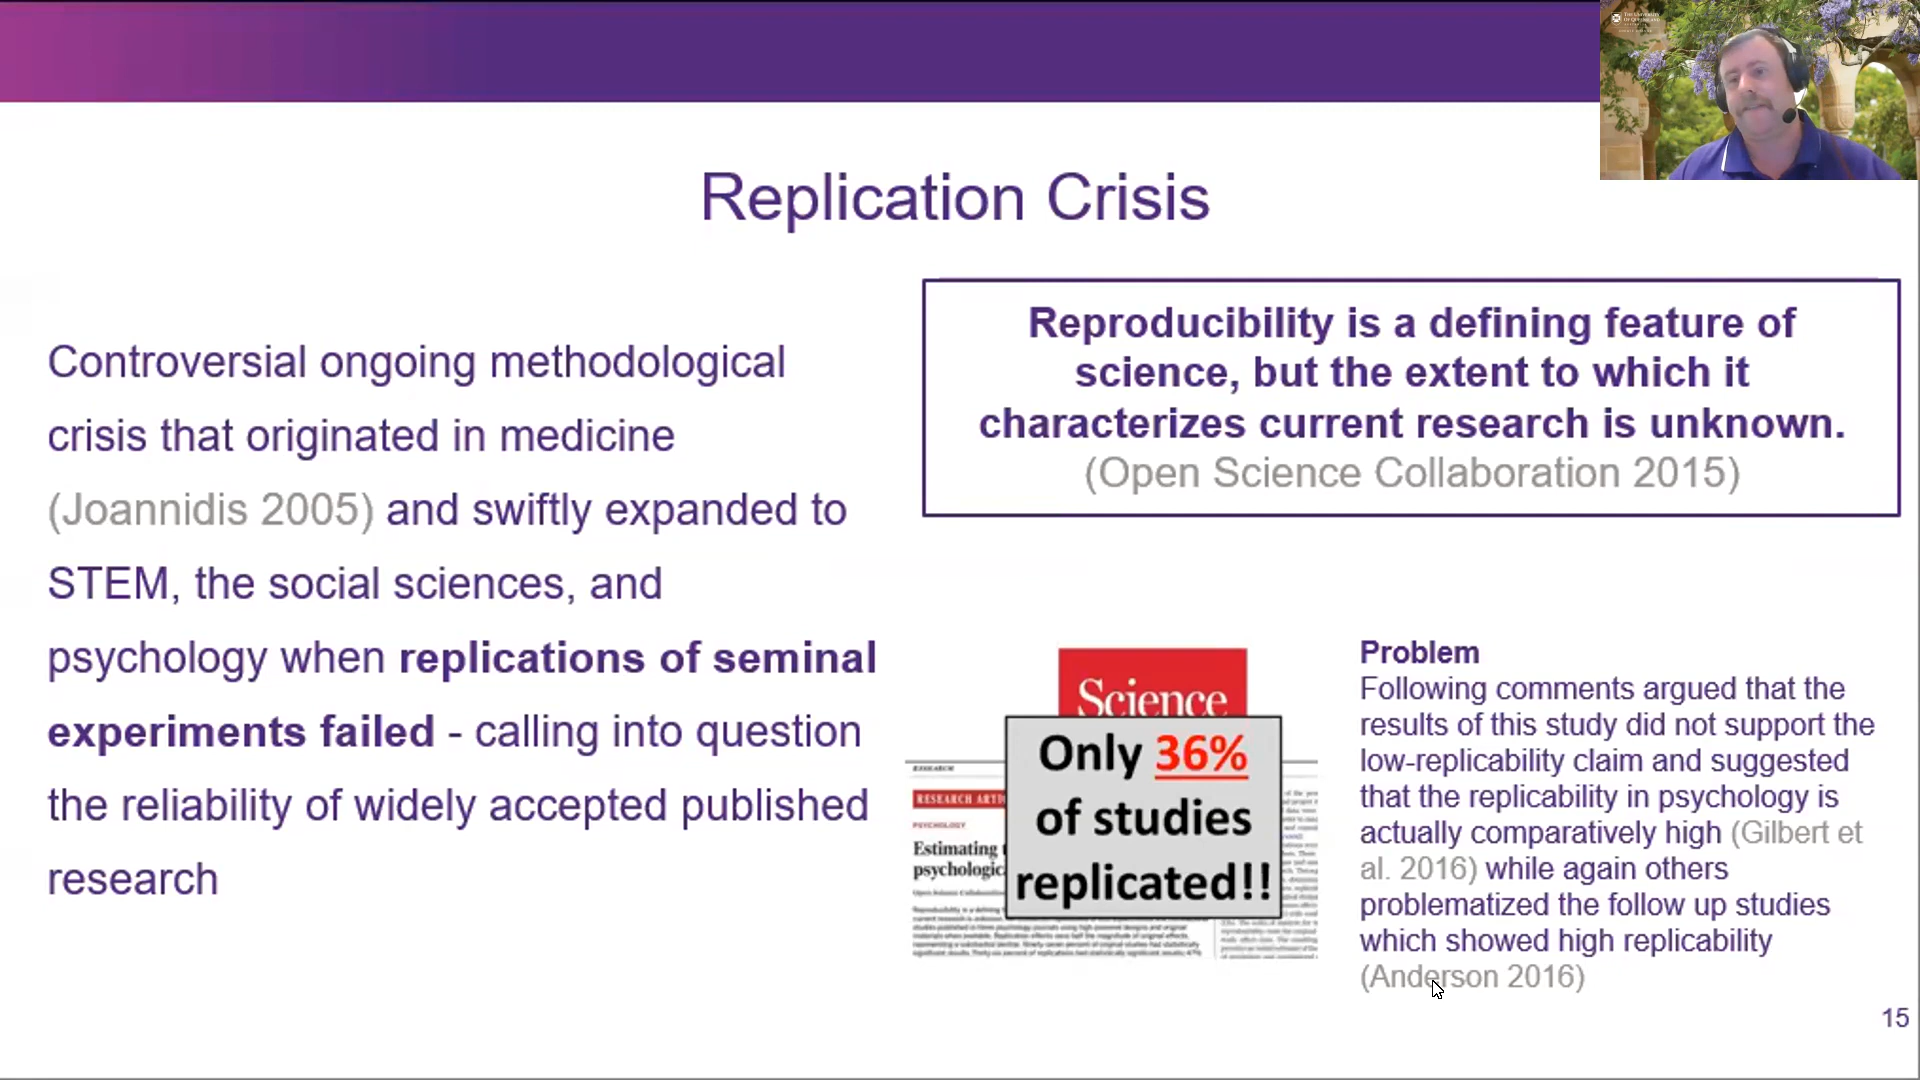 Replication Crisis
Controversial ongoing methodological
crisis that originated in medicine
(Joannidis 2005) and swiftly expanded to
STEM, the social sciences, and
psychology when replications of seminal
experiments failed - calling into question
the reliability of widely accepted published
research
Reproducibility is a defining feature of
science, but the extent to which it
characterizes current research is unknown.
(Open Science Collaboration 2015)
Science
Only 36%
of studies
replicated!!
RESEARCH
RESEARCH ARTI
PSYCHOLOGY
Estimating
psychologic
Problem
Following comments argued that the
results of this study did not support the
low-replicability claim and suggested
that the replicability in psychology is
actually comparatively high (Gilbert et
al. 2016) while again others
problematized the follow up studies
which showed high replicability
(Anderson 2016)
15